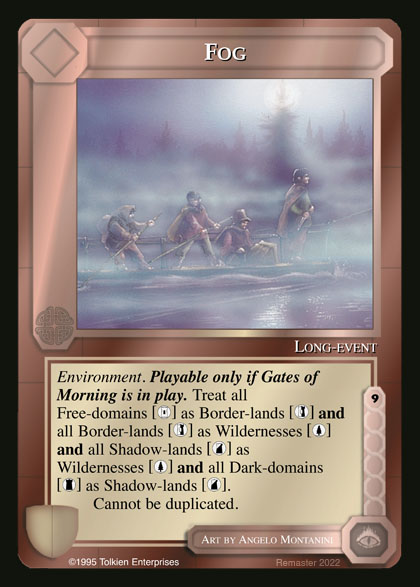 Fog
Long-event
Environment. Playable only if Gates of
Morning is in play. Treat all
Free-domains [] as Border-lands [] and
all Border-lands [] as Wildernesses []
and all Shadow-lands [] as
Wildernesses [] and all Dark-domains
[] as Shadow-lands [].
Cannot be duplicated.
9
Art by Angelo Montanini
©1995 Tolkien Enterprises
Remaster 2022